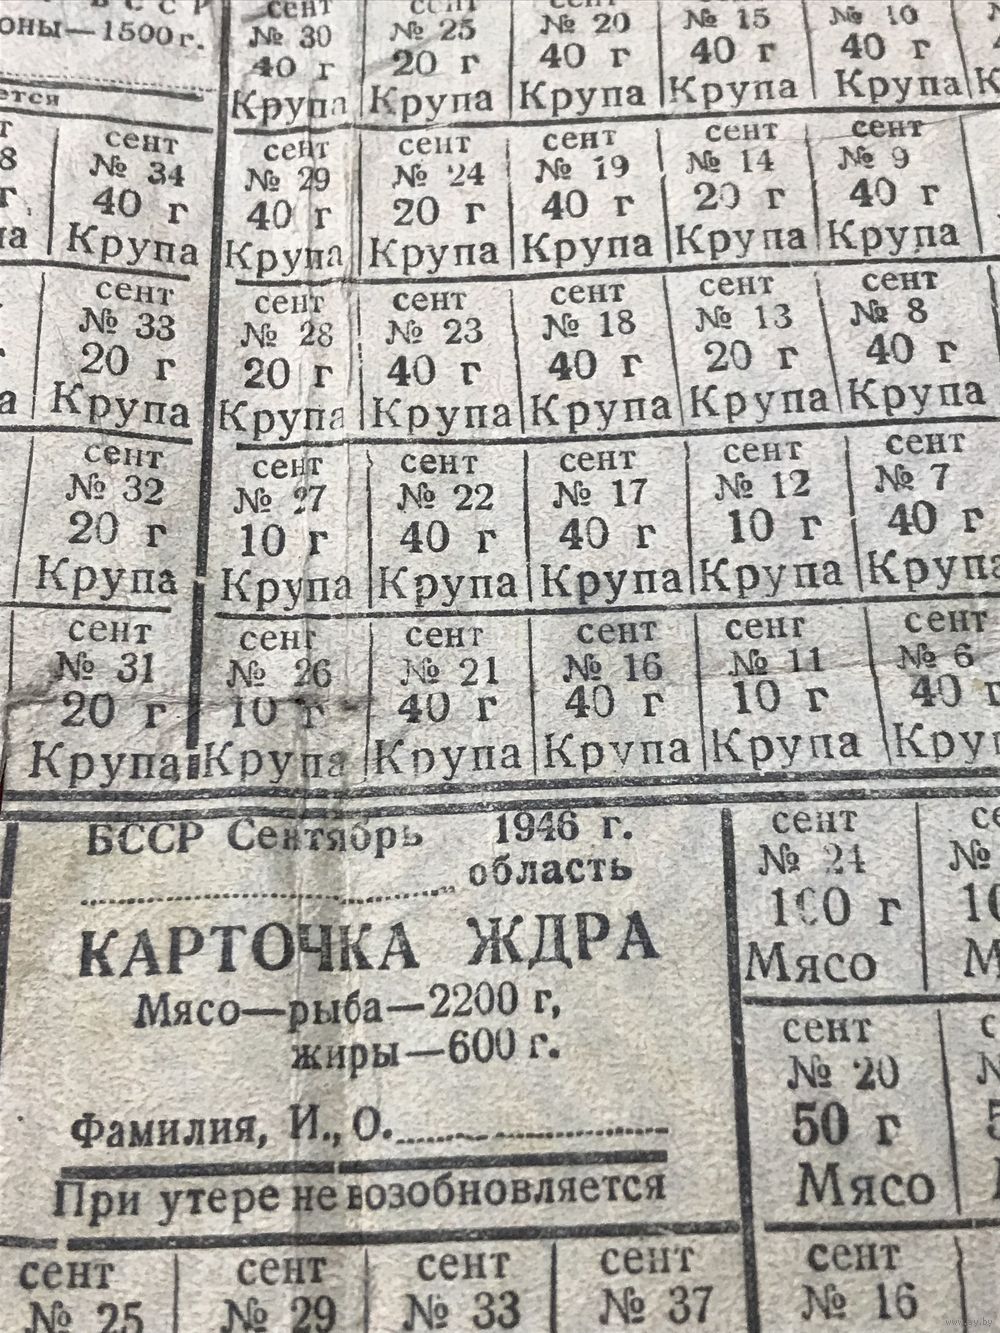 оны—1500 г.
ется
сент сент сент
№ 30 № 25 № 20 № 15 № 10
40 г 20 г 40 г 40 г 40 г
Крупа Крупа Крупа Крупа Крупа
сент сент сент сент сент сент
№ 34 № 29 № 24 № 19 № 14 № 9
40 г 40 г 20 г 40 г 20 г 40 г
Крупа Крупа Крупа Крупа Крупа Крупа
сент сент сент сент сент сент
№ 33 № 28 № 23 № 18 № 13 № 8
20 г 20 г 40 г 40 г 20 г 40 г
Крупа Крупа Крупа Крупа Крупа Крупа
сент сент сент сент сент сент
№ 32 № 27 № 22 № 17 № 12 № 7
20 г 10 г 40 г 40 г 10 г 40 г
Крупа Крупа Крупа Крупа Крупа Крупа
сент сент сент сент сент сент
№ 31 № 26 № 21 № 16 № 11 № 6
20 г 10 г 40 г 40 г 10 г 40 г
Крупа Крупа Крупа Крупа Крупа Круп
БССР Сентябрь 1946 г.
область
КАРТОЧКА ЖДРА
Мясо—рыба—2200 г,
жиры—600 г.
Фамилия, И., О.
При утере не возобновляется
сент
№ 24
100 г
Мясо
сент
№ 20
50 г
Мясо
сент сент сент сент сент
№ 25 № 29 № 33 № 37 № 16
www.ay.by